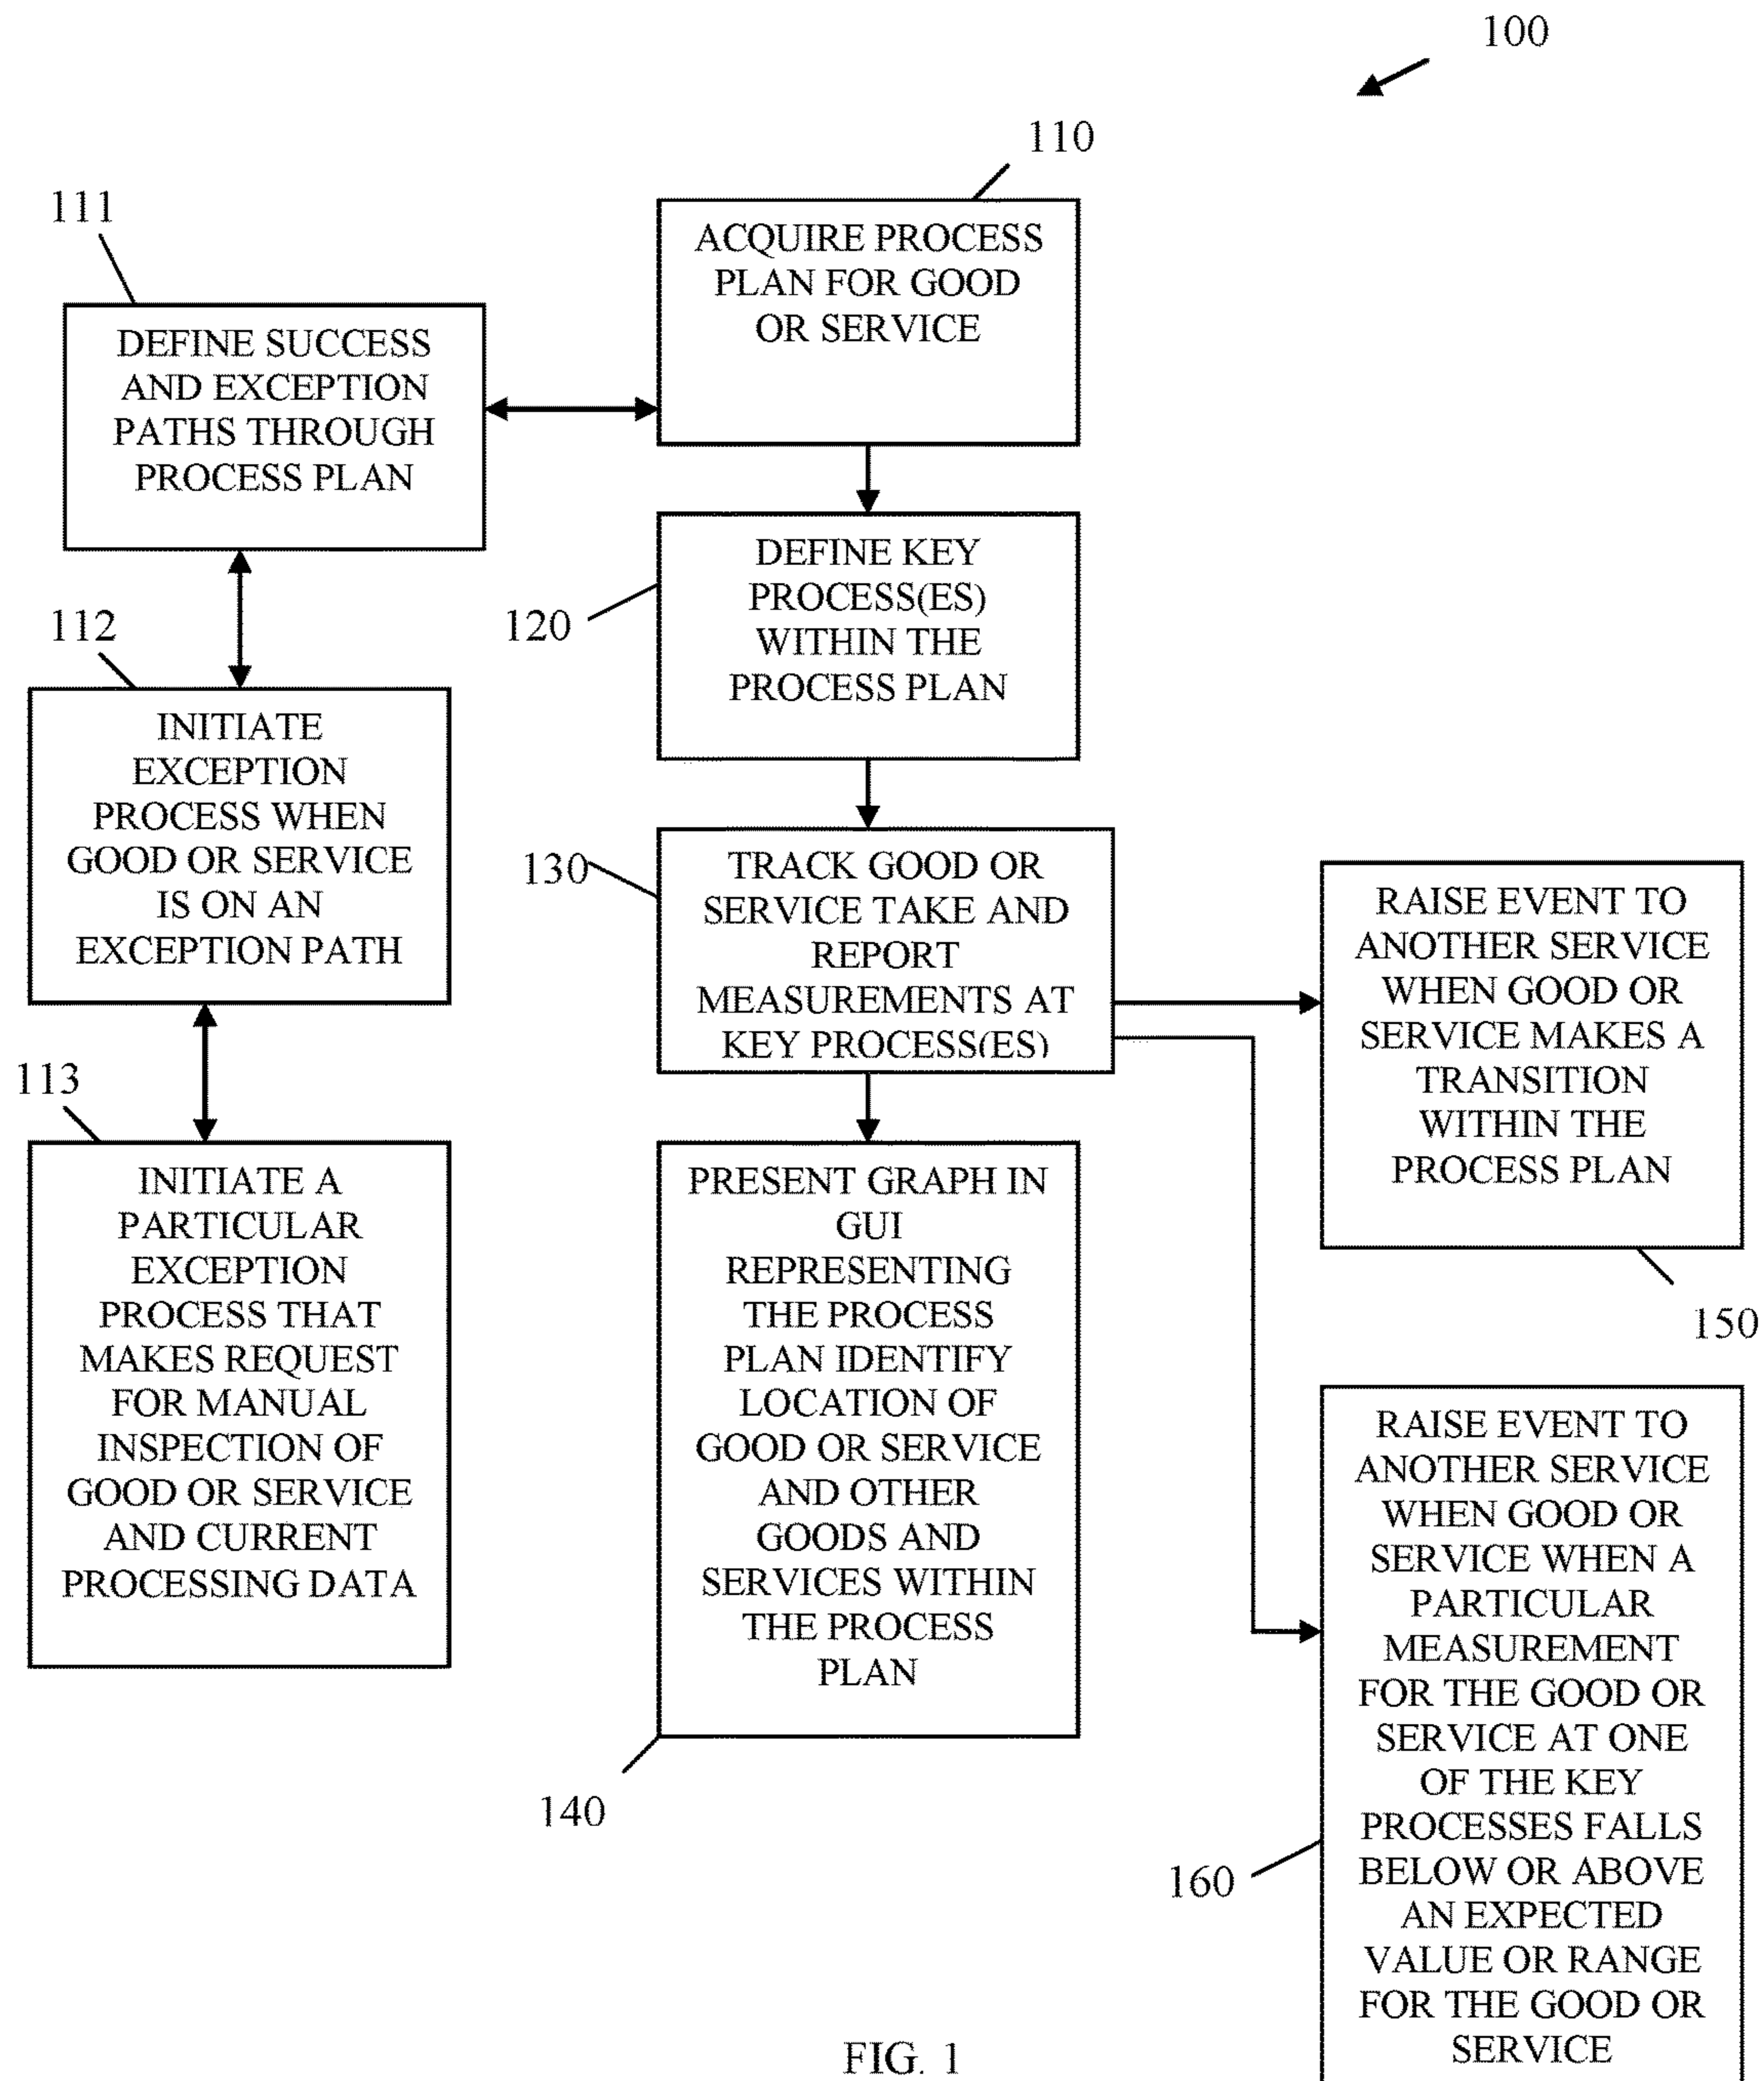 100
110
ACQUIRE PROCESS
PLAN FOR GOOD
OR SERVICE
111
DEFINE SUCCESS
AND EXCEPTION
PATHS THROUGH
PROCESS PLAN
120
DEFINE KEY
PROCESS(ES)
WITHIN THE
PROCESS PLAN
112
INITIATE
EXCEPTION
PROCESS WHEN
GOOD OR SERVICE
IS ON AN
EXCEPTION PATH
130
TRACK GOOD OR
SERVICE TAKE AND
REPORT
MEASUREMENTS AT
KEY PROCESS(ES)
RAISE EVENT TO
ANOTHER SERVICE
WHEN GOOD OR
SERVICE MAKES A
TRANSITION
WITHIN THE
PROCESS PLAN
150
113
INITIATE A
PARTICULAR
EXCEPTION
PROCESS THAT
MAKES REQUEST
FOR MANUAL
INSPECTION OF
GOOD OR SERVICE
AND CURRENT
PROCESSING DATA
PRESENT GRAPH IN
GUI
REPRESENTING
THE PROCESS
PLAN IDENTIFY
LOCATION OF
GOOD OR SERVICE
AND OTHER
GOODS AND
SERVICES WITHIN
THE PROCESS
PLAN
140
RAISE EVENT TO
ANOTHER SERVICE
WHEN GOOD OR
SERVICE WHEN A
PARTICULAR
MEASUREMENT
FOR THE GOOD OR
SERVICE AT ONE
OF THE KEY
PROCESSES FALLS
BELOW OR ABOVE
AN EXPECTED
VALUE OR RANGE
FOR THE GOOD OR
SERVICE
160
FIG. 1